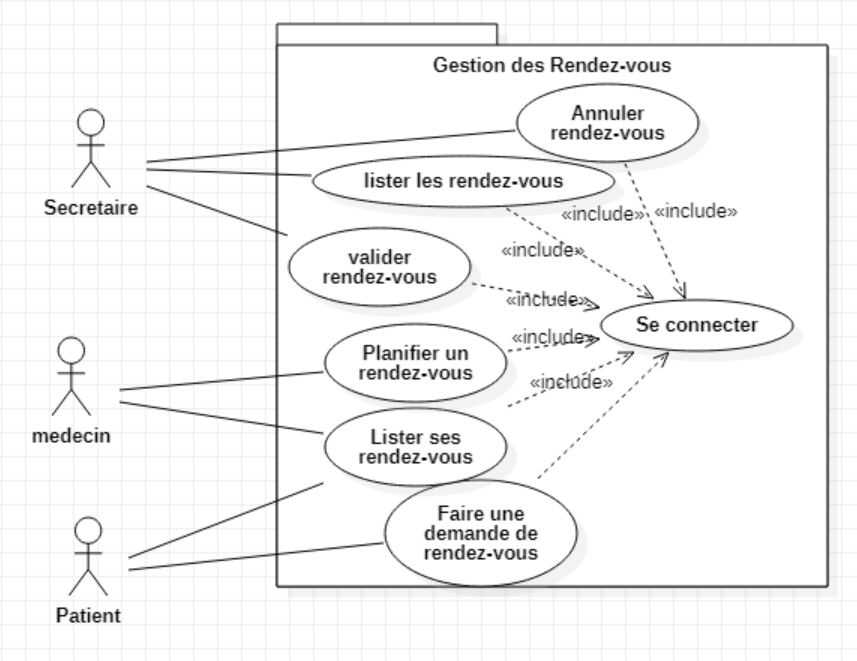 Gestion des Rendez-vous
Annuler
rendez-vous
lister les rendez-vous
Secretaire
«include»
«include»
«include»
valider
rendez-vous
«include»
Se connecter
«include»
Planifier un
rendez-vous
«include»
medecin
Lister ses
rendez-vous
Faire une
demande de
rendez-vous
Patient